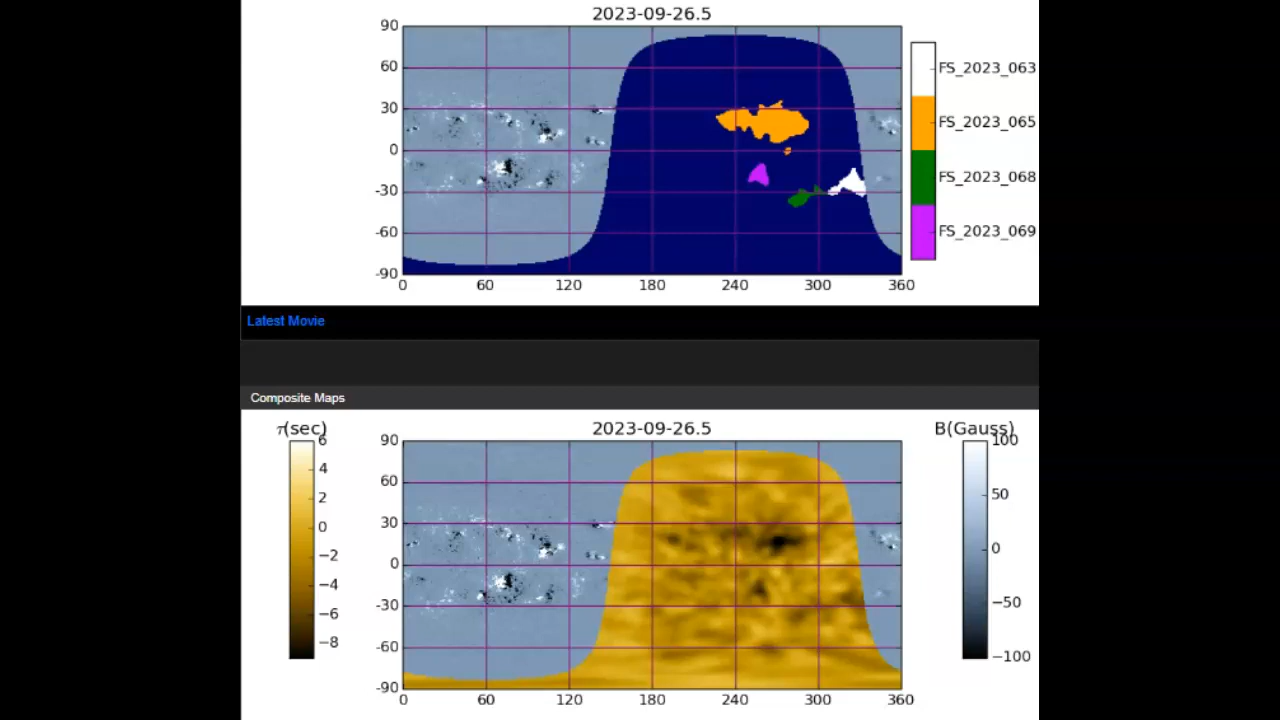 2023-09-26.5
90
60
30
0
-30
-60
-90
0 60 120 180 240 300 360
FS_2023_063
FS_2023_065
FS_2023_068
FS_2023_069
Latest Movie
Composite Maps
τ(sec)
6
4
2
0
−2
−4
−6
−8
2023-09-26.5
90
60
30
0
-30
-60
-90
0 60 120 180 240 300 360
B(Gauss)
100
50
0
−50
−100